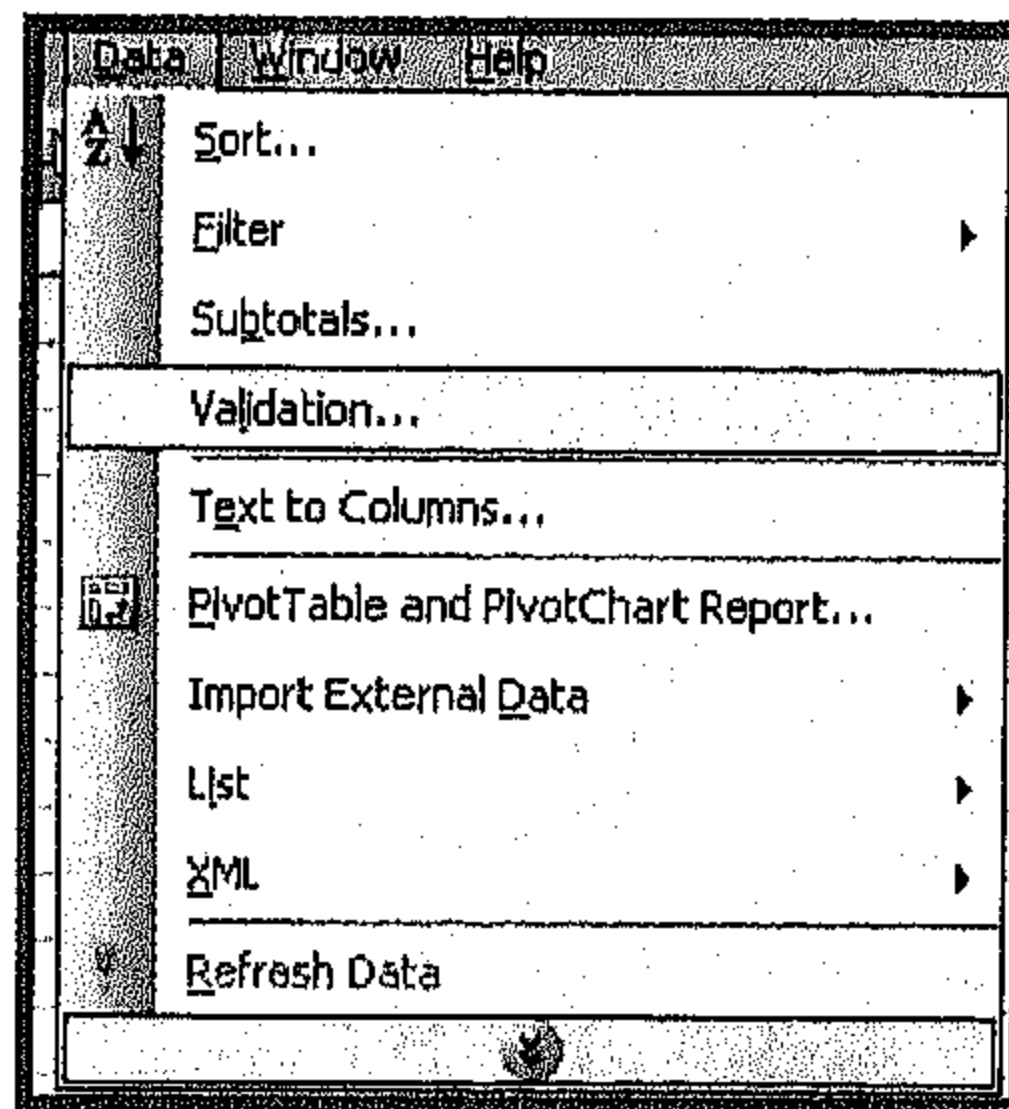 Data Window Help
Sort...
Filter
Subtotals...
Validation...
Text to Columns...
PivotTable and PivotChart Report...
Import External Data
List
XML
Refresh Data